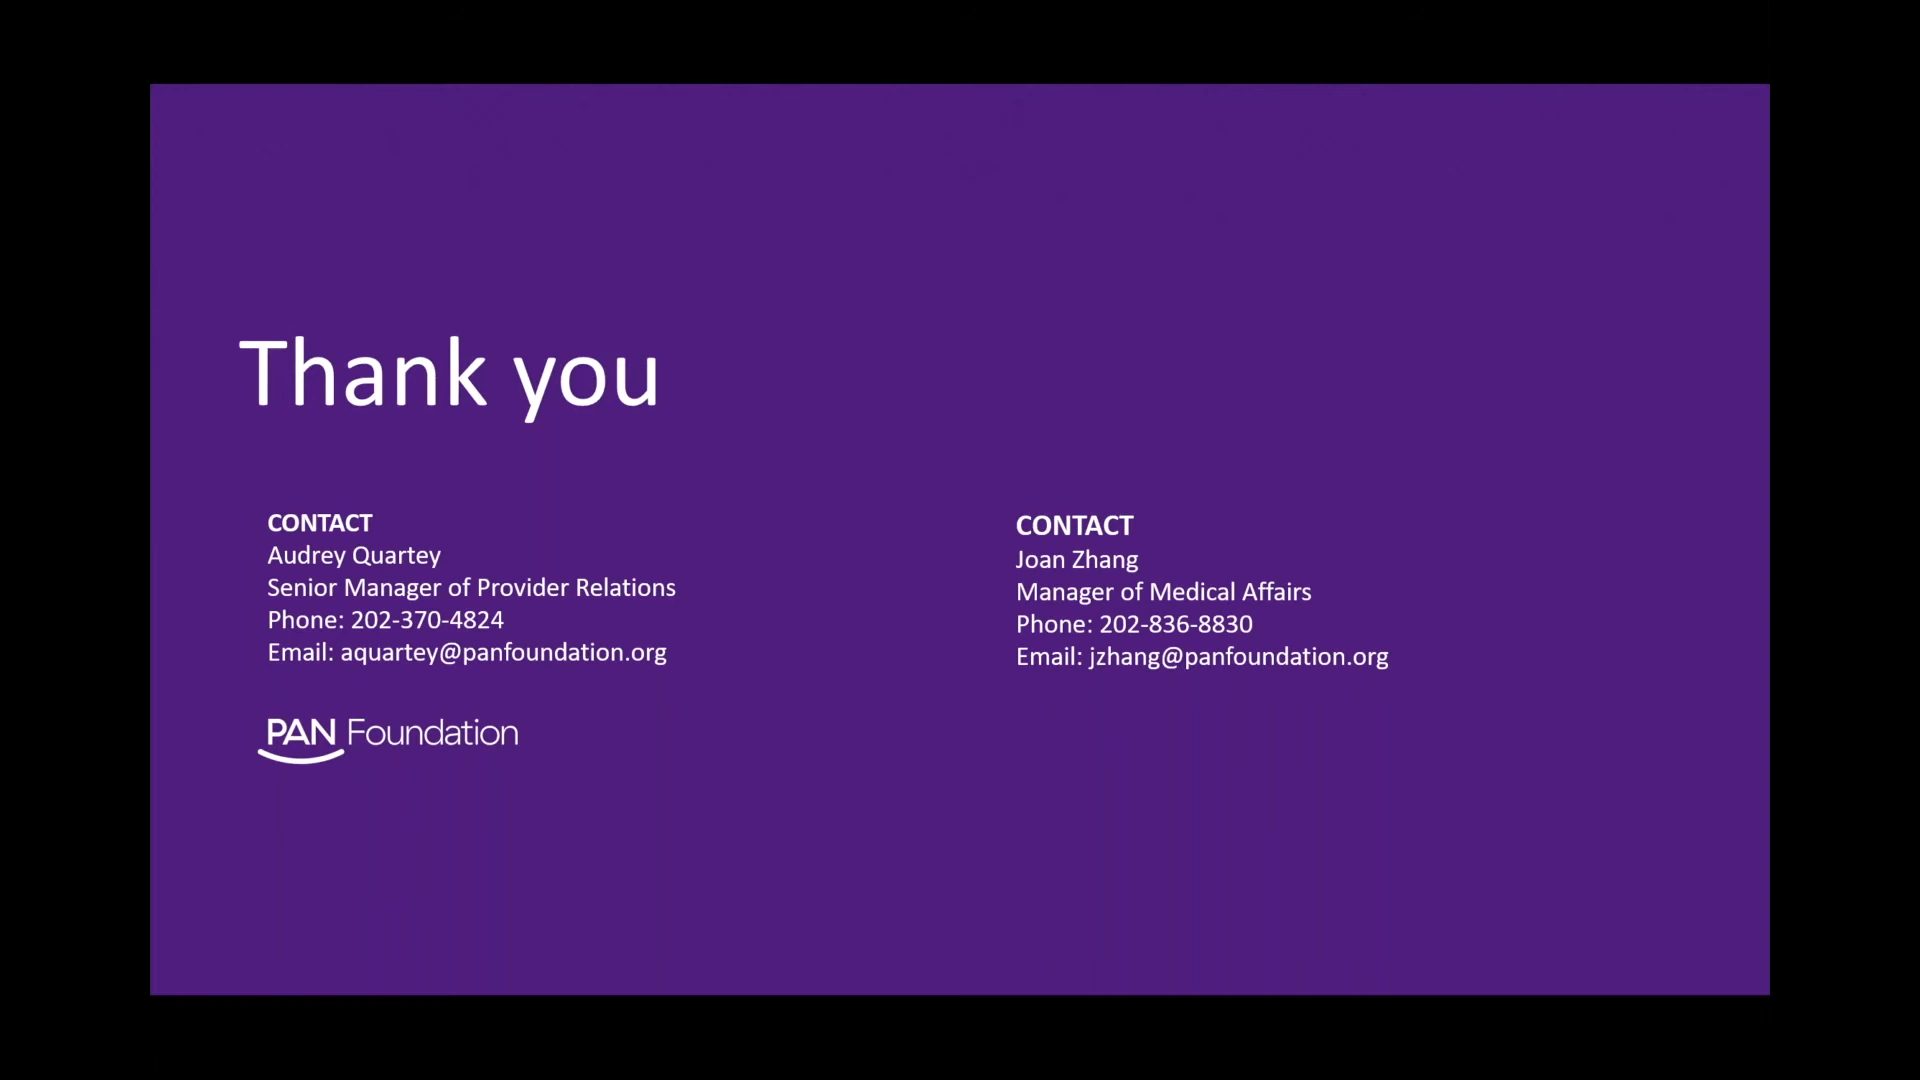 Thank you
CONTACT
Audrey Quartey
Senior Manager of Provider Relations
Phone: 202-370-4824
Email: aquartey@panfoundation.org
CONTACT
Joan Zhang
Manager of Medical Affairs
Phone: 202-836-8830
Email: jzhang@panfoundation.org
PAN Foundation